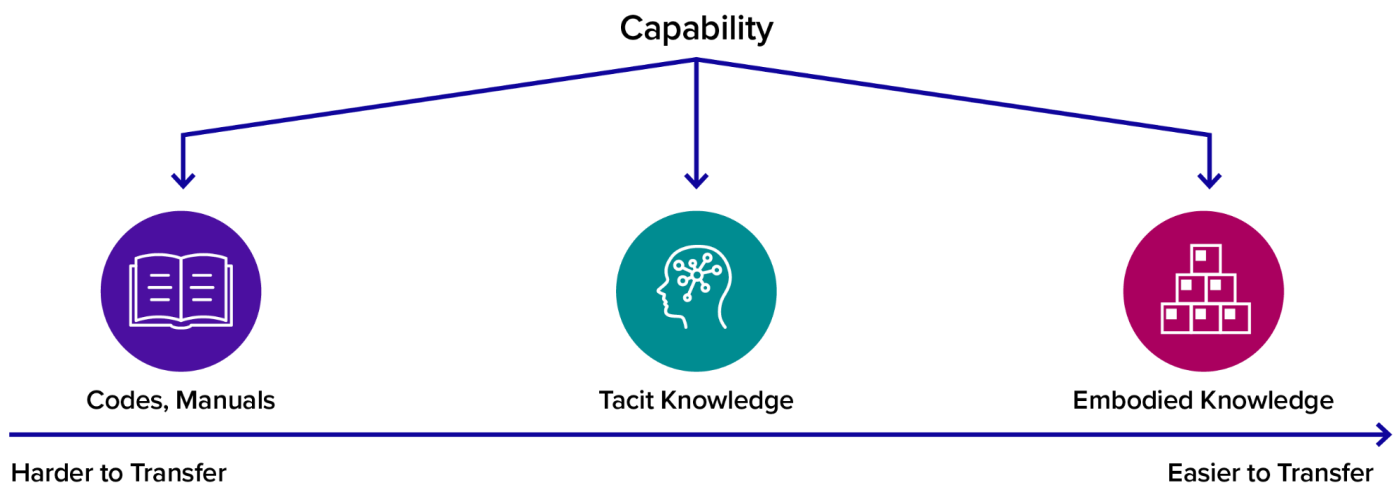 Capability
Codes, Manuals
Tacit Knowledge
Embodied Knowledge
Harder to Transfer
Easier to Transfer